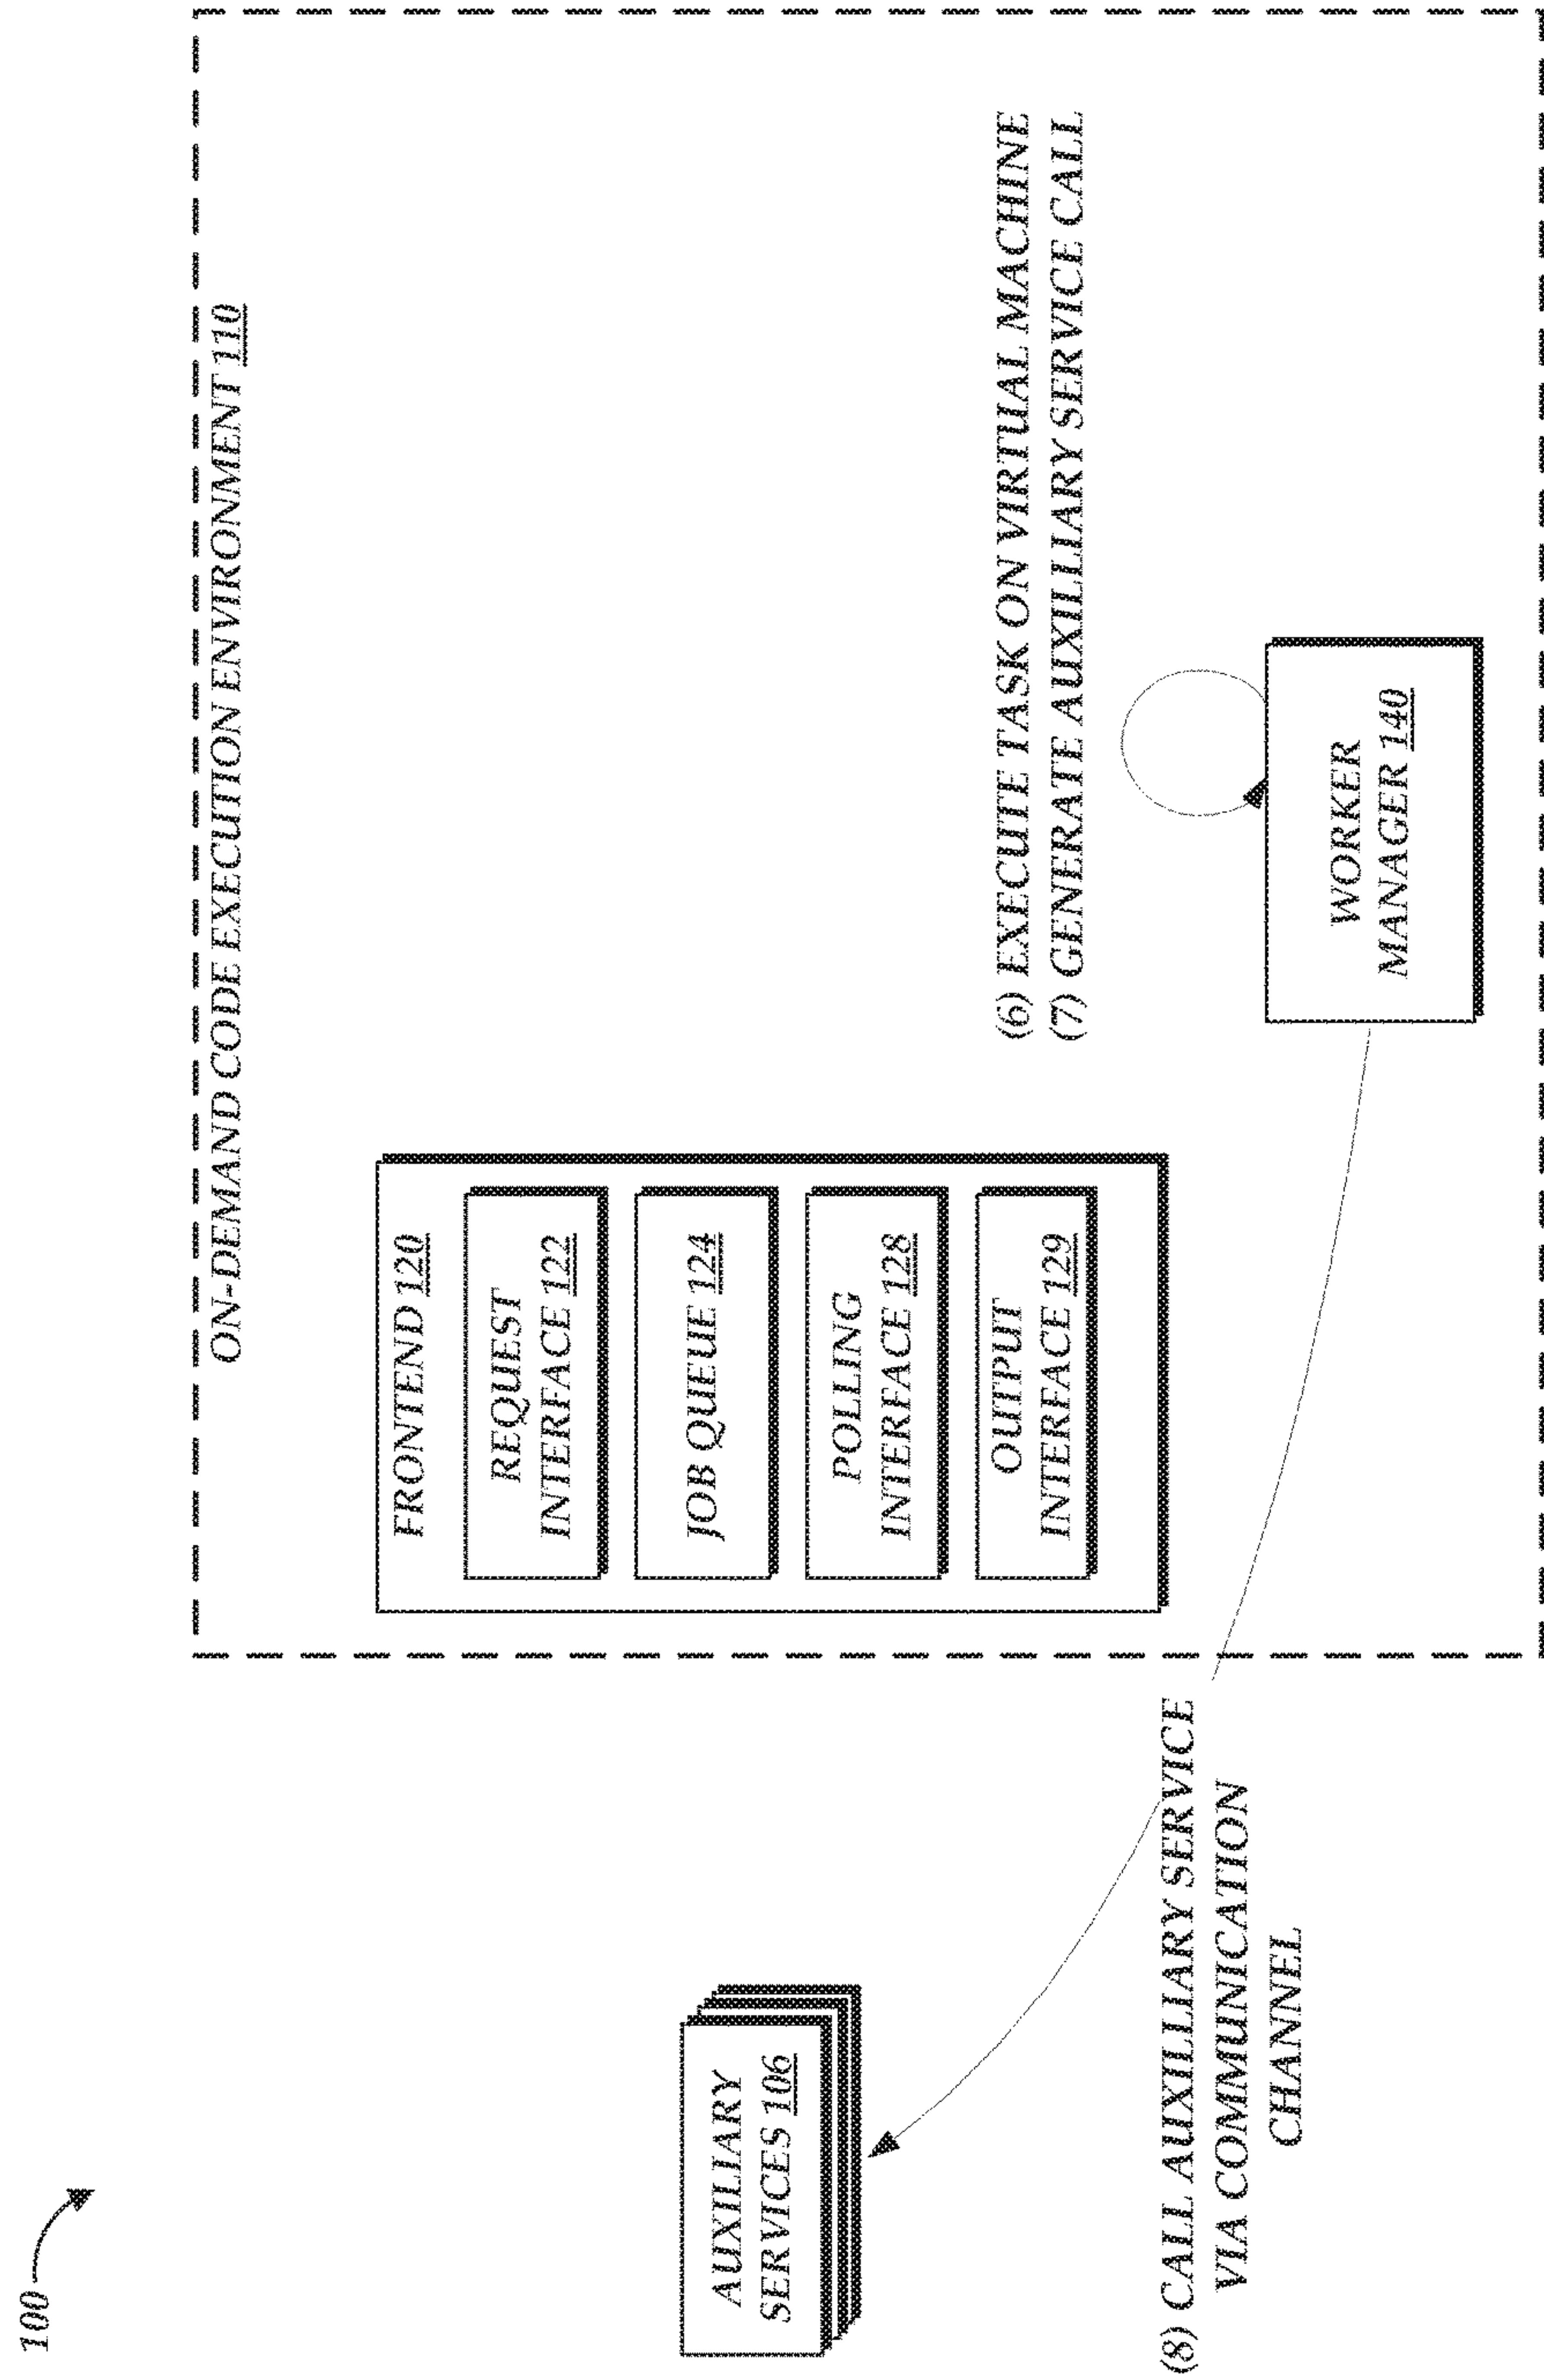 100
ON-DEMAND CODE EXECUTION ENVIRONMENT 110
FRONTEND 120
REQUEST
INTERFACE 122
JOB QUEUE 124
POLLING
INTERFACE 128
OUTPUT
INTERFACE 129
AUXILIARY
SERVICES 106
(6) EXECUTE TASK ON VIRTUAL MACHINE
(7) GENERATE AUXILLIARY SERVICE CALL
WORKER
MANAGER 140
(8) CALL AUXILLIARY SERVICE
VIA COMMUNICATION
CHANNEL